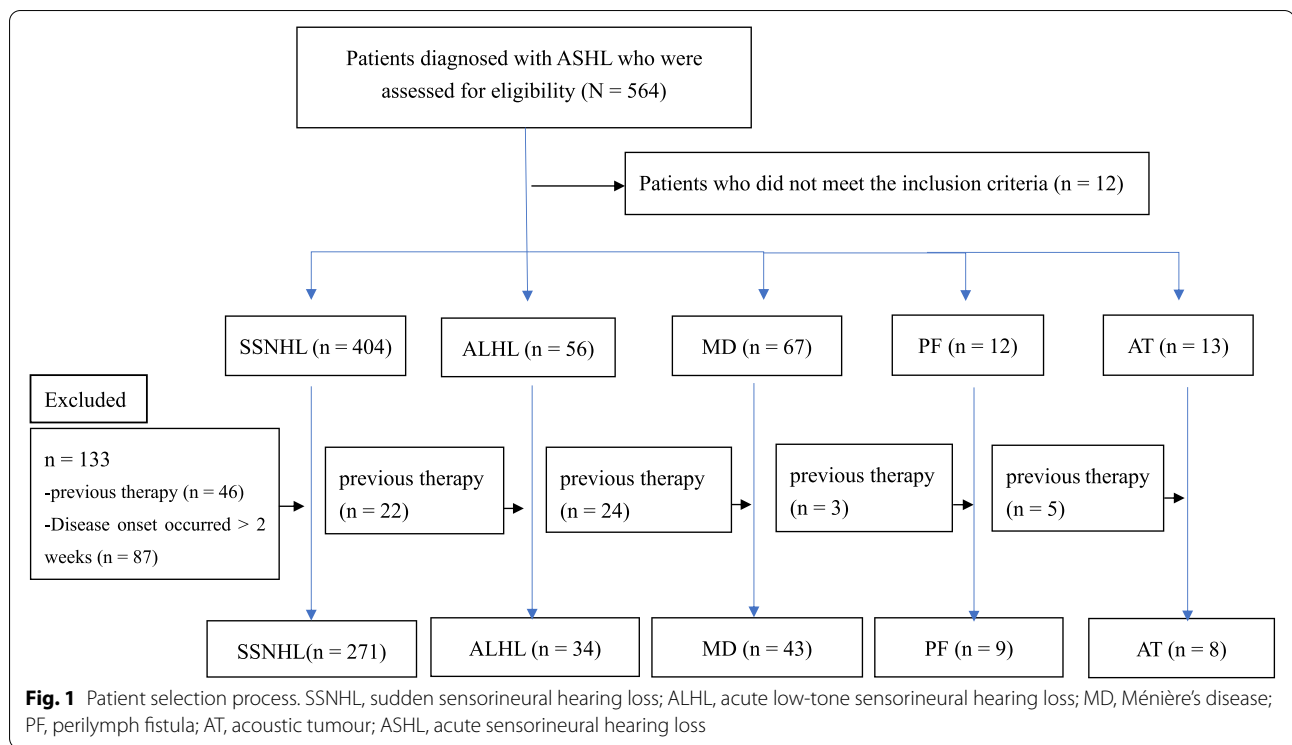 Patients diagnosed with ASHL who were
assessed for eligibility (N = 564)
Patients who did not meet the inclusion criteria (n = 12)
SSNHL (n = 404)
ALHL (n = 56)
MD (n = 67)
PF (n = 12)
AT (n = 13)
Excluded
n = 133
-previous therapy (n = 46)
-Disease onset occurred > 2
weeks (n = 87)
previous therapy
(n = 22)
previous therapy
(n = 24)
previous therapy
(n = 3)
previous therapy
(n = 5)
SSNHL(n = 271)
ALHL (n = 34)
MD (n = 43)
PF (n = 9)
AT (n = 8)
Fig. 1 Patient selection process. SSNHL, sudden sensorineural hearing loss; ALHL, acute low-tone sensorineural hearing loss; MD, Ménière's disease;
PF, perilymph fistula; AT, acoustic tumour; ASHL, acute sensorineural hearing loss